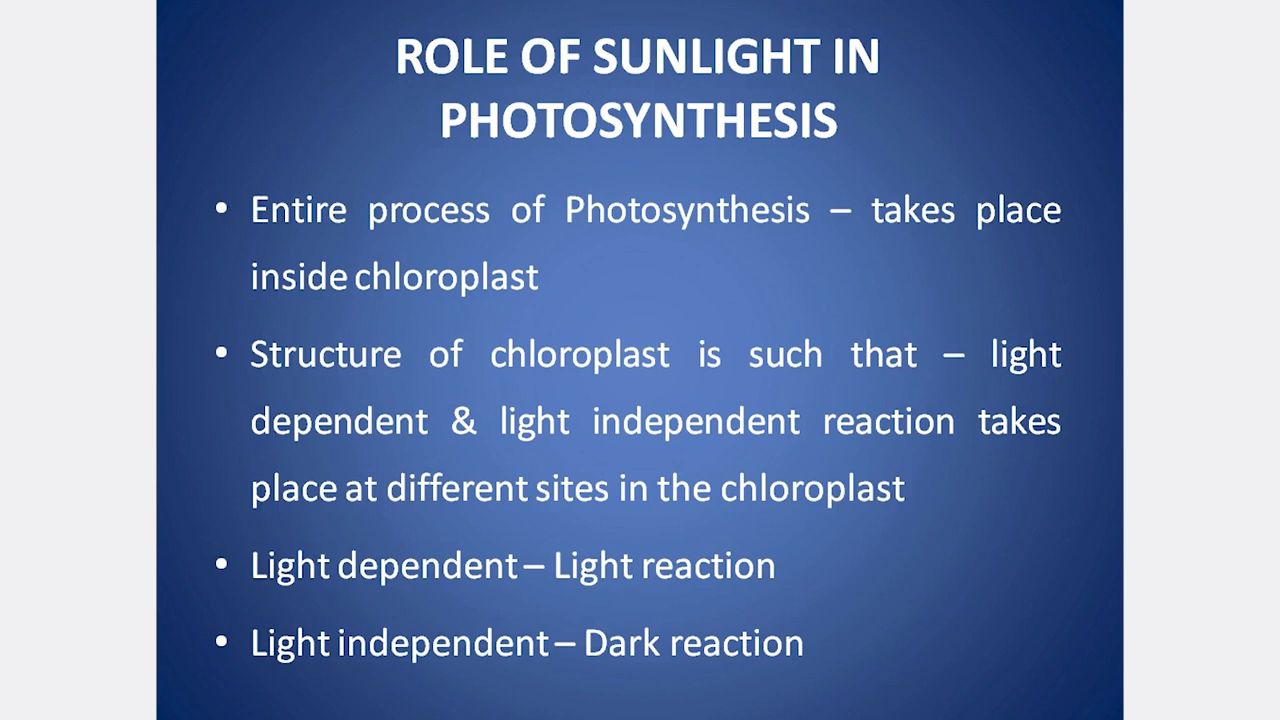 ROLE OF SUNLIGHT IN
PHOTOSYNTHESIS
• Entire process of Photosynthesis – takes place
inside chloroplast
• Structure of chloroplast is such that – light
dependent & light independent reaction takes
place at different sites in the chloroplast
• Light dependent – Light reaction
• Light independent – Dark reaction